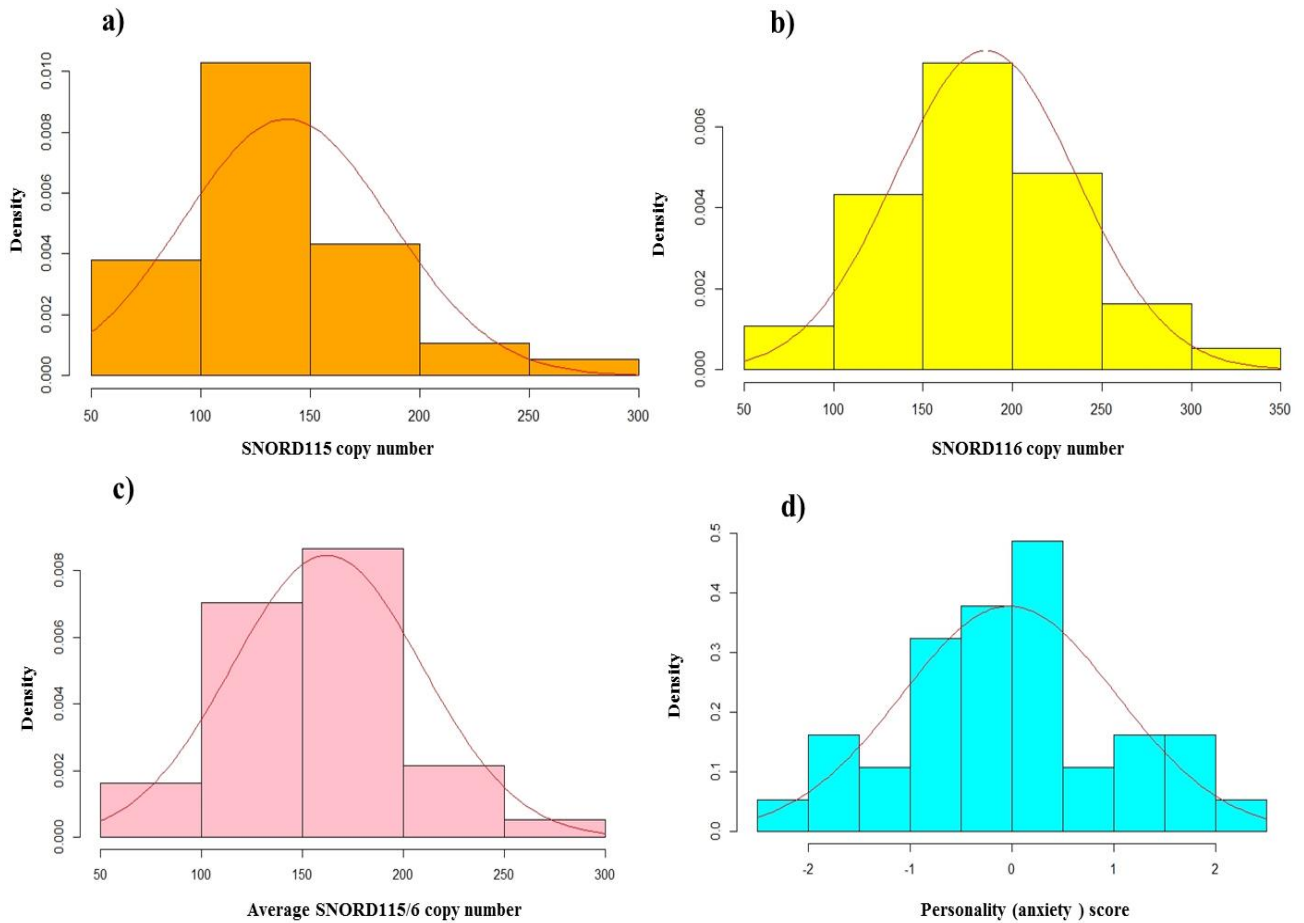 a)
Density
0.000 0.002 0.004 0.006 0.008 0.010
50 100 150 200 250 300
SNORD115 copy number
b)
Density
0.000 0.002 0.004 0.006
50 100 150 200 250 300 350
SNORD116 copy number
c)
Density
0.000 0.002 0.004 0.006 0.008
50 100 150 200 250 300
Average SNORD115/6 copy number
d)
Density
0.0 0.1 0.2 0.3 0.4 0.5
-2 -1 0 1 2
Personality (anxiety ) score